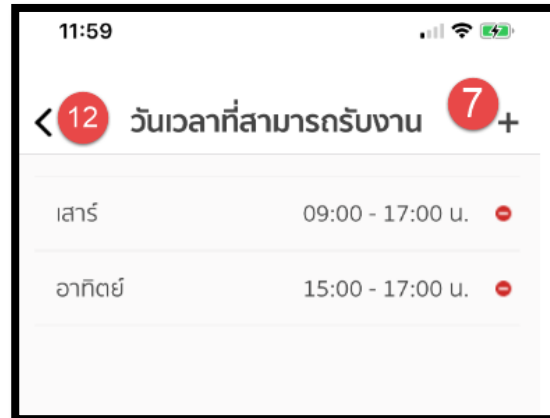 11:59
12 วันเวลาที่สามารถรับงาน 7 +
เสาร์ 09:00 - 17:00 น.
อาทิตย์ 15:00 - 17:00 น.